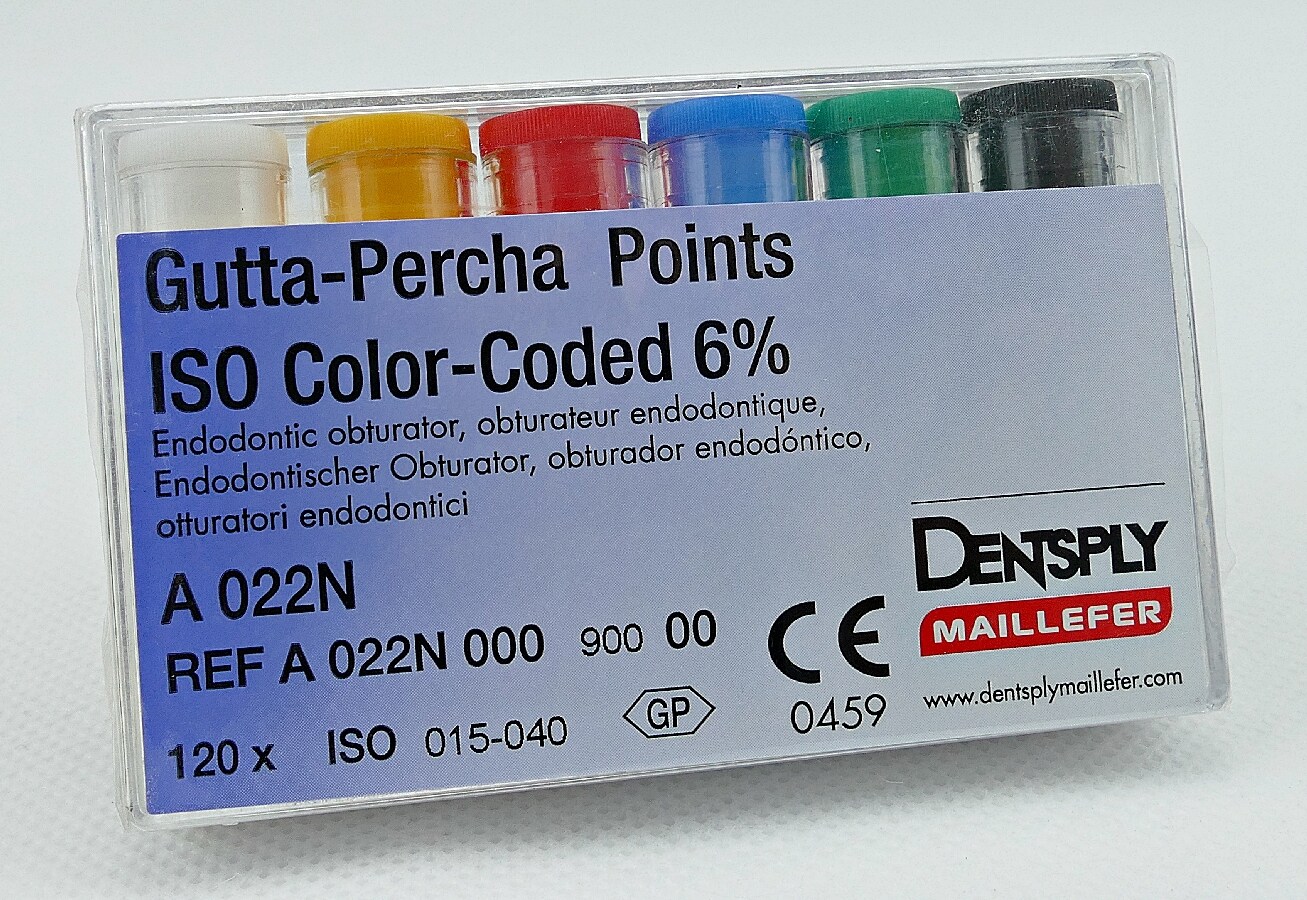 Gutta-Percha Points
ISO Color-Coded 6%
Endodontic obturator, obturateur endodontique,
Endodontischer Obturator, obturador endodóntico,
otturatori endodontici
A 022N
REF A 022N 000 900 00
120 x ISO 015-040
GP
CE
0459
DENTSPLY
MAILLEFER
www.dentsplymaillefer.com